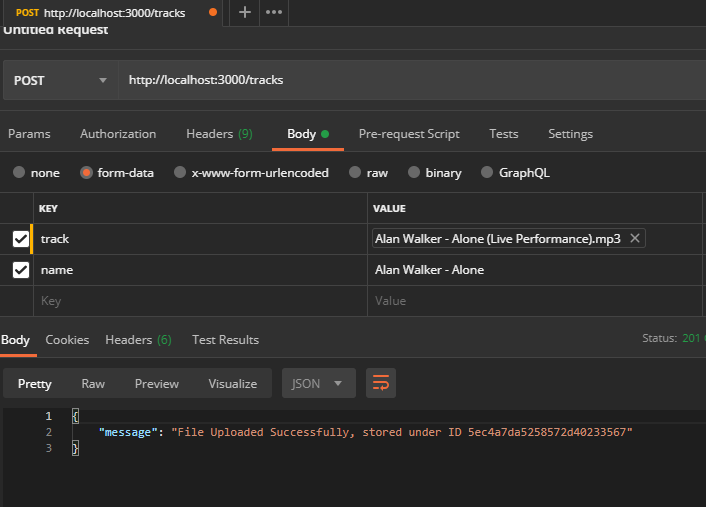 POST http://localhost:3000/tracks
Untitled Request
POST http://localhost:3000/tracks
Params Authorization Headers (9) Body Pre-request Script Tests Settings
none form-data x-www-form-urlencoded raw binary GraphQL
KEY VALUE
track Alan Walker - Alone (Live Performance).mp3
name Alan Walker - Alone
Key Value
Body Cookies Headers (6) Test Results Status: 201
Pretty Raw Preview Visualize JSON
1 {
2 "message": "File Uploaded Successfully, stored under ID 5ec4a7da5258572d40233567"
3 }